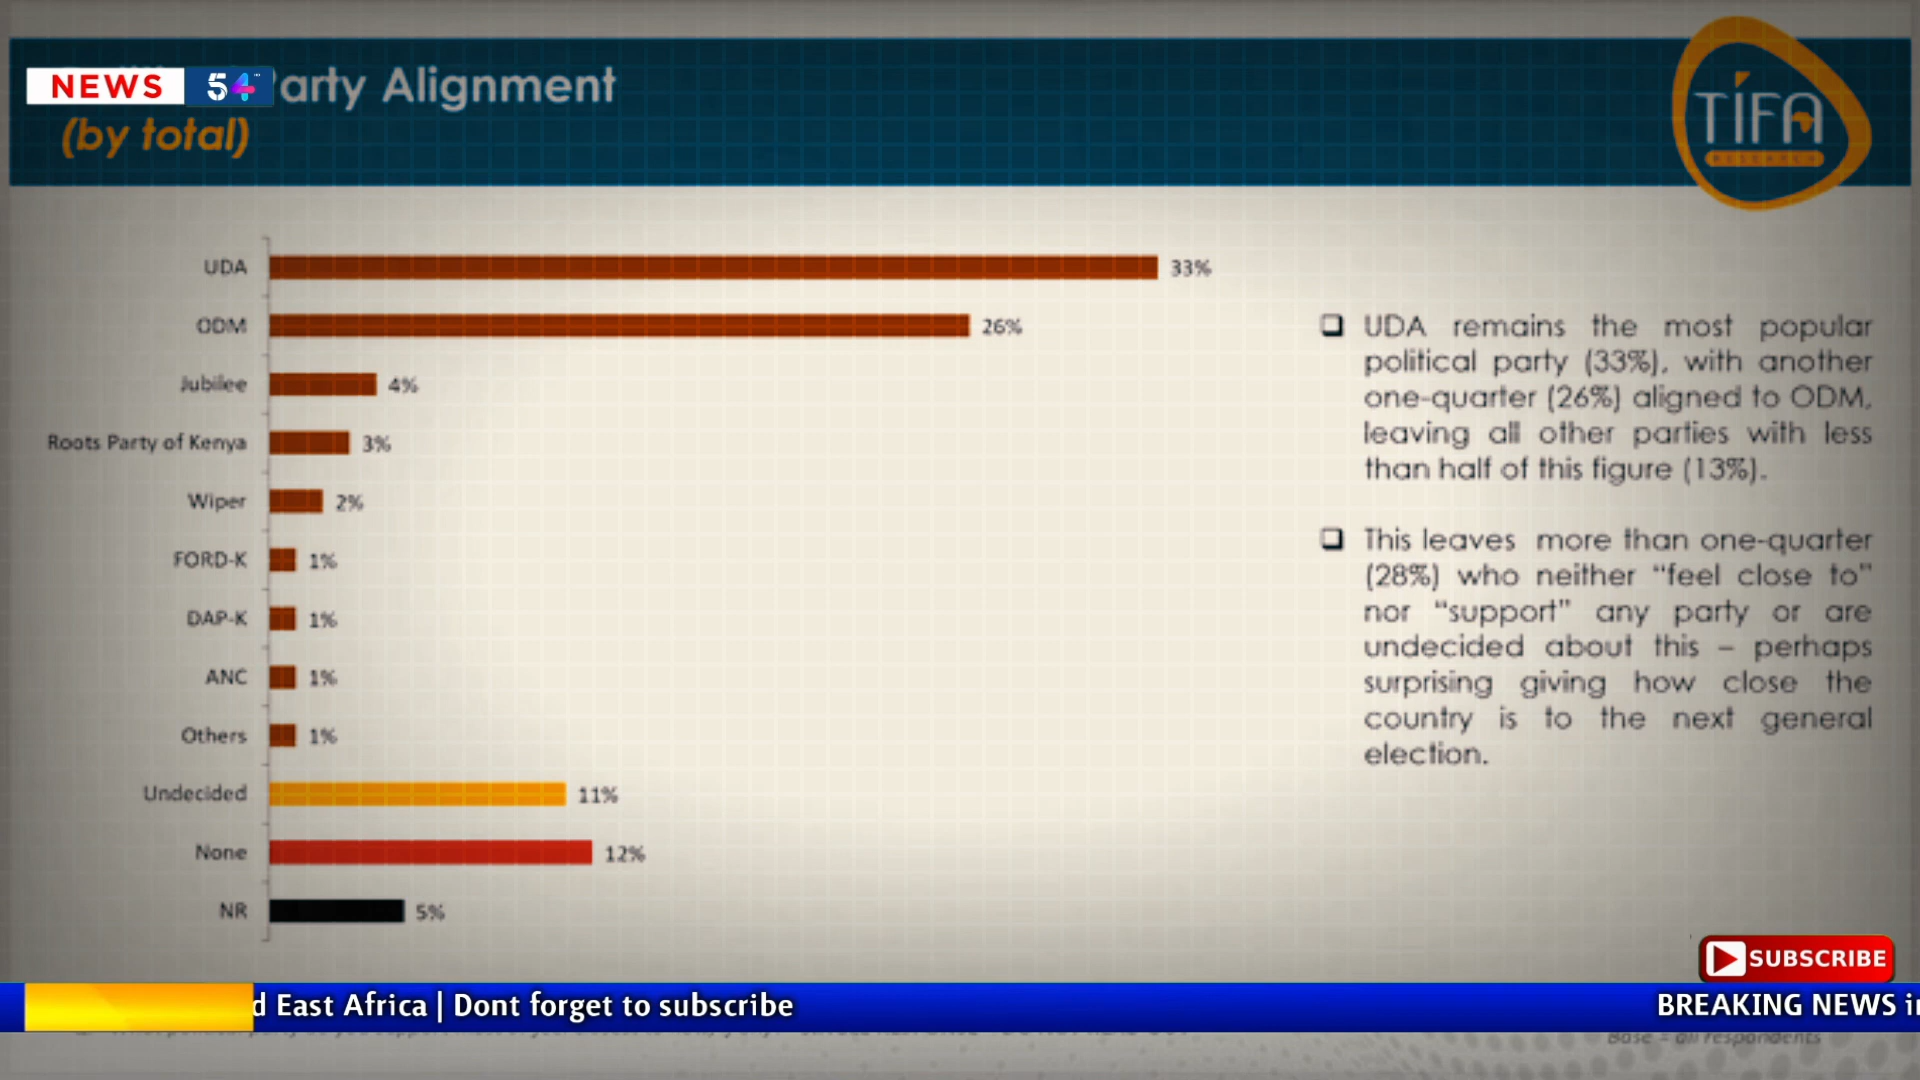 NEWS 54
arty Alignment
(by total)
TIFA
RESEARCH
UDA 33%
ODM 26%
Jubilee 4%
Roots Party of Kenya 3%
Wiper 2%
FORD-K 1%
DAP-K 1%
ANC 1%
Others 1%
Undecided 11%
None 12%
NR 5%
❑ UDA remains the most popular
political party (33%), with another
one-quarter (26%) aligned to ODM,
leaving all other parties with less
than half of this figure (13%).
❑ This leaves more than one-quarter
(28%) who neither “feel close to”
nor “support” any party or are
undecided about this – perhaps
surprising giving how close the
country is to the next general
election.
SUBSCRIBE
d East Africa | Dont forget to subscribe
BREAKING NEWS in
Base = all respondents